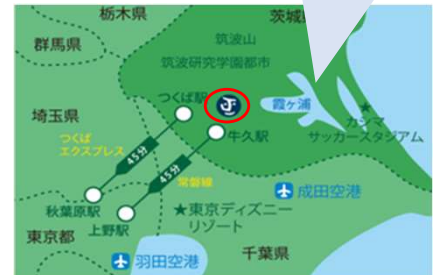 栃木県
茨城県
群馬県
筑波山
筑波研究学園都市
つくば駅
霞ヶ浦
埼玉県
牛久駅
カシマ
サッカースタジアム
つくば
エクスプレス
45分
45分
常磐線
成田空港
秋葉原駅
上野駅
★東京ディズニー
リゾート
東京都
羽田空港
千葉県